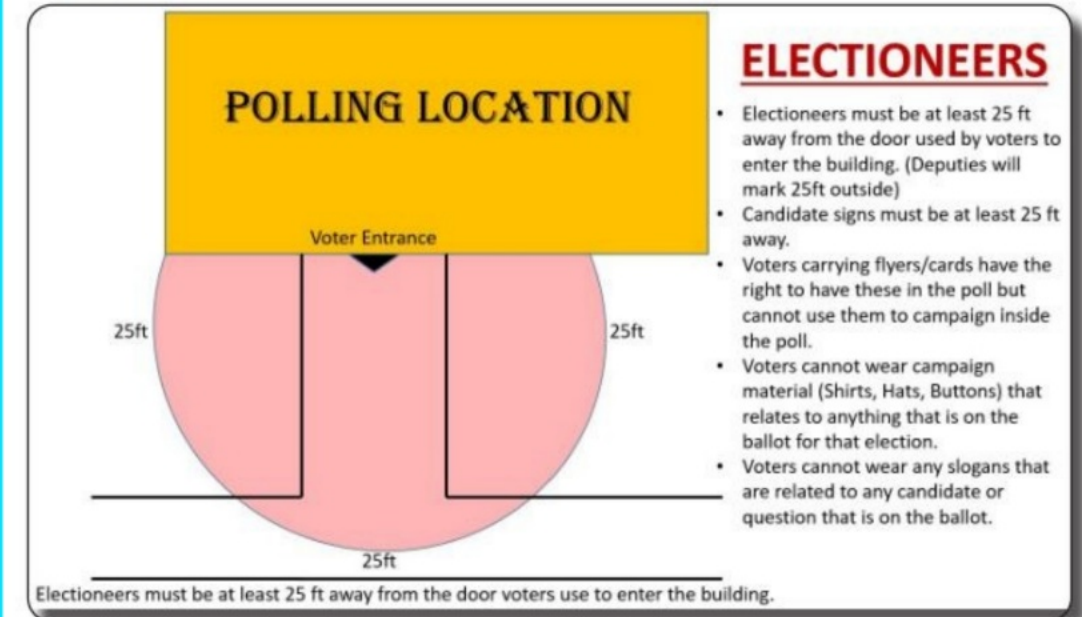 POLLING LOCATION
Voter Entrance
25ft
25ft
25ft
Electioneers must be at least 25 ft away from the door voters use to enter the building.
ELECTIONEERS
• Electioneers must be at least 25 ft
away from the door used by voters to
enter the building. (Deputies will
mark 25ft outside)
• Candidate signs must be at least 25 ft
away.
• Voters carrying flyers/cards have the
right to have these in the poll but
cannot use them to campaign inside
the poll.
• Voters cannot wear campaign
material (Shirts, Hats, Buttons) that
relates to anything that is on the
ballot for that election.
• Voters cannot wear any slogans that
are related to any candidate or
question that is on the ballot.